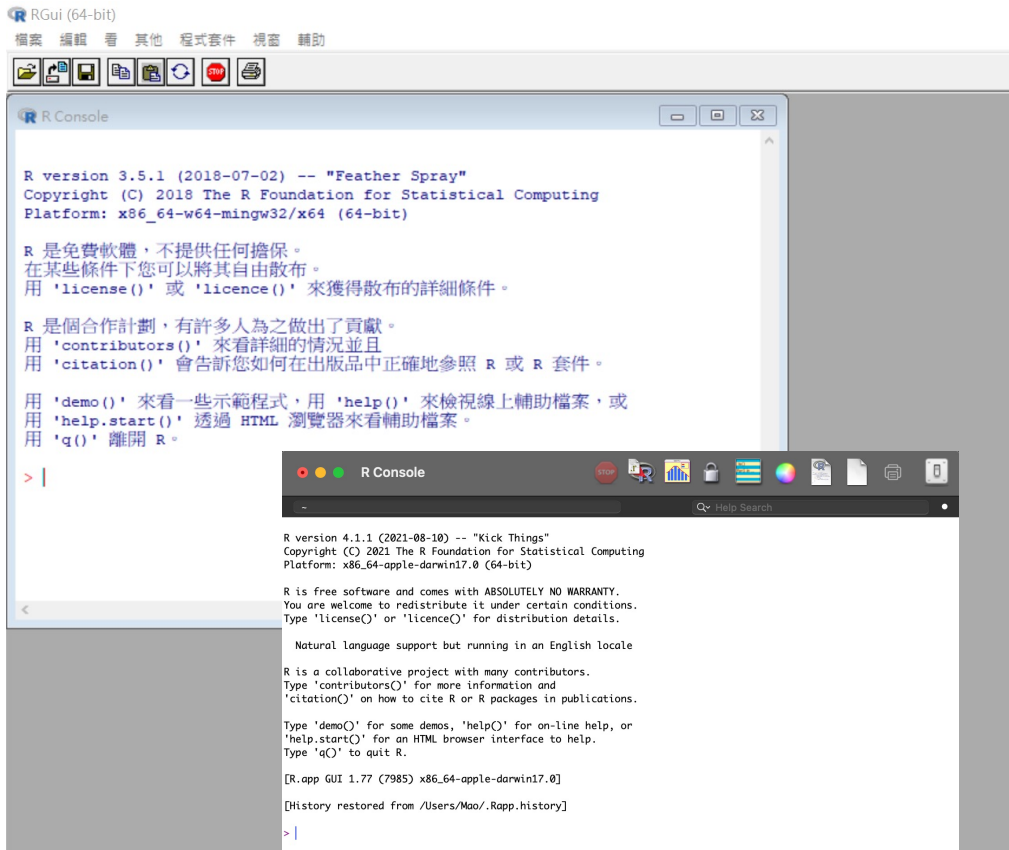 RGui (64-bit)
檔案 編輯 看 其他 程式套件 視窗 輔助
STOP
R Console
R version 3.5.1 (2018-07-02) -- "Feather Spray"
Copyright (C) 2018 The R Foundation for Statistical Computing
Platform: x86_64-w64-mingw32/x64 (64-bit)
R 是免費軟體，不提供任何擔保。
在某些條件下您可以將其自由散布。
用 'license()' 或 'licence()' 來獲得散布的詳細條件。
R 是個合作計劃，有許多人為之做出了貢獻。
用 'contributors()' 來看詳細的情況並且
用 'citation()' 會告訴您如何在出版品中正確地參照 R 或 R 套件。
用 'demo()' 來看一些示範程式，用 'help()' 來檢視線上輔助檔案，或
用 'help.start()' 透過 HTML 瀏覽器來看輔助檔案。
用 'q()' 離開 R。
>
R Console
STOP
~
Help Search
R version 4.1.1 (2021-08-10) -- "Kick Things"
Copyright (C) 2021 The R Foundation for Statistical Computing
Platform: x86_64-apple-darwin17.0 (64-bit)
R is free software and comes with ABSOLUTELY NO WARRANTY.
You are welcome to redistribute it under certain conditions.
Type 'license()' or 'licence()' for distribution details.
Natural language support but running in an English locale
R is a collaborative project with many contributors.
Type 'contributors()' for more information and
'citation()' on how to cite R or R packages in publications.
Type 'demo()' for some demos, 'help()' for on-line help, or
'help.start()' for an HTML browser interface to help.
Type 'q()' to quit R.
[R.app GUI 1.77 (7985) x86_64-apple-darwin17.0]
[History restored from /Users/Mao/.Rapp.history]
>